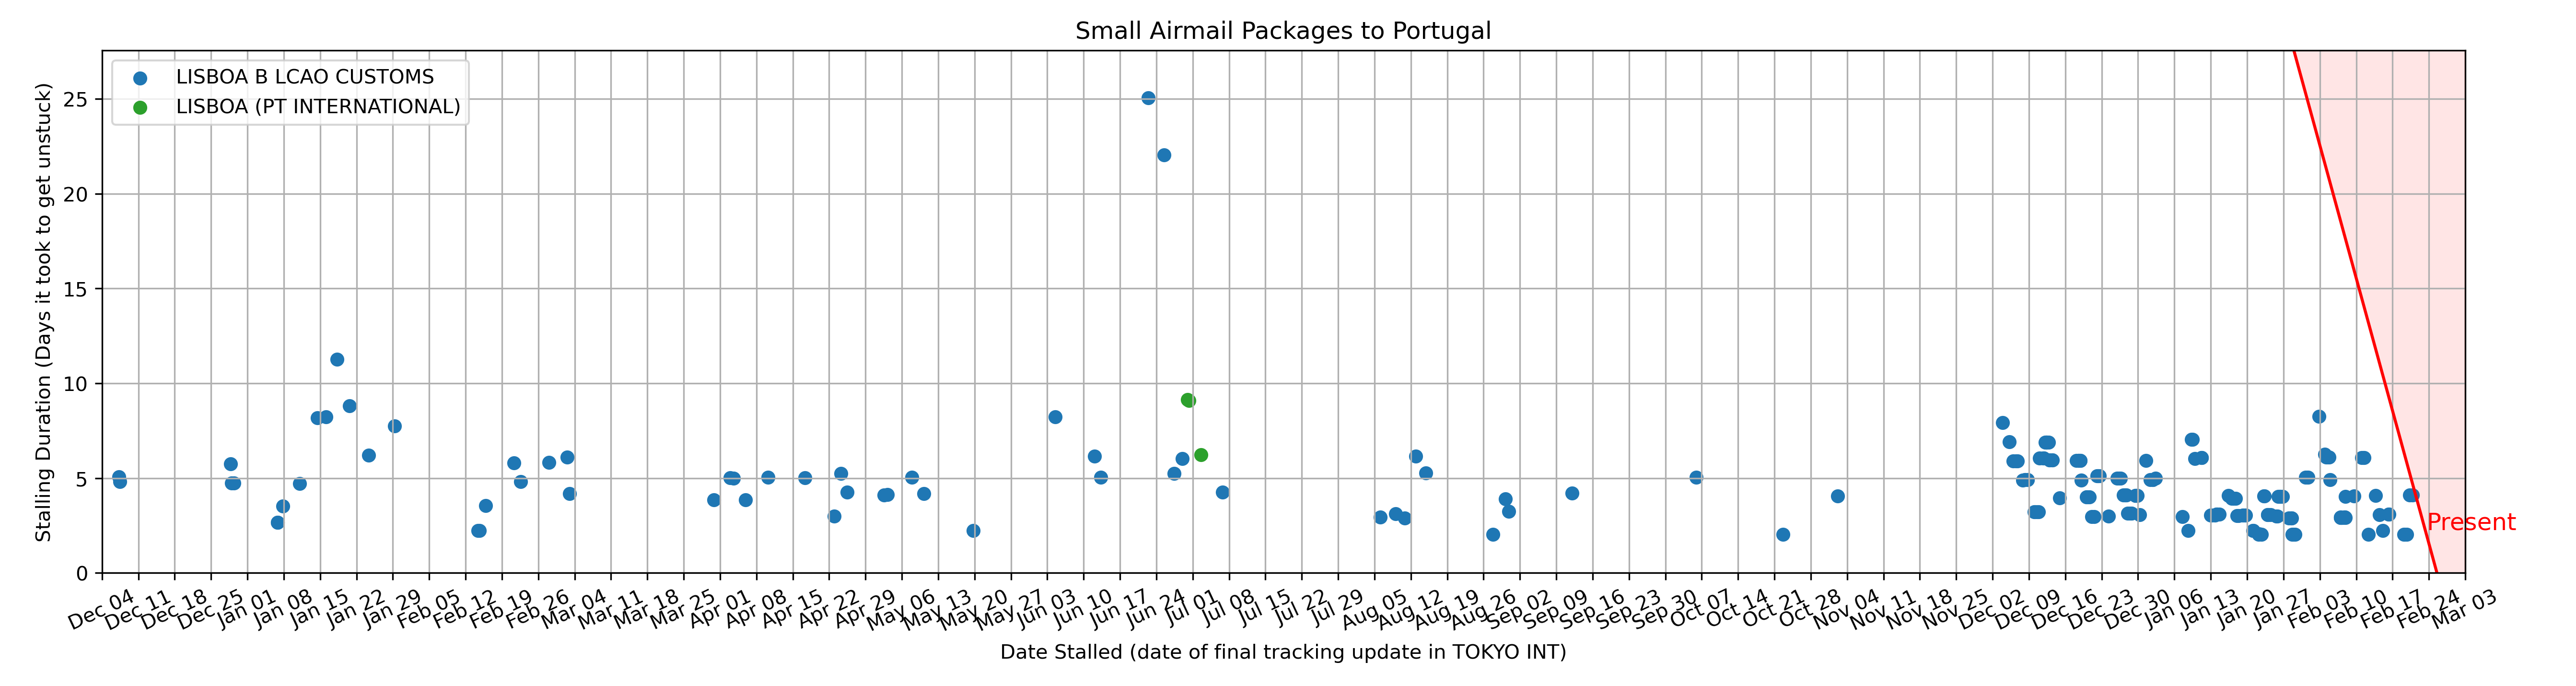 Small Airmail Packages to Portugal
LISBOA B LCAO CUSTOMS
LISBOA (PT INTERNATIONAL)
Stalling Duration (Days it took to get unstuck)
25
20
15
10
5
0
Present
Dec 04
Dec 11
Dec 18
Dec 25
Jan 01
Jan 08
Jan 15
Jan 22
Jan 29
Feb 05
Feb 12
Feb 19
Feb 26
Mar 04
Mar 11
Mar 18
Mar 25
Apr 01
Apr 08
Apr 15
Apr 22
Apr 29
May 06
May 13
May 20
May 27
Jun 03
Jun 10
Jun 17
Jun 24
Jul 01
Jul 08
Jul 15
Jul 22
Jul 29
Aug 05
Aug 12
Aug 19
Aug 26
Sep 02
Sep 09
Sep 16
Sep 23
Sep 30
Oct 07
Oct 14
Oct 21
Oct 28
Nov 04
Nov 11
Nov 18
Nov 25
Dec 02
Dec 09
Dec 16
Dec 23
Dec 30
Jan 06
Jan 13
Jan 20
Jan 27
Feb 03
Feb 10
Feb 17
Feb 24
Mar 03
Date Stalled (date of final tracking update in TOKYO INT)